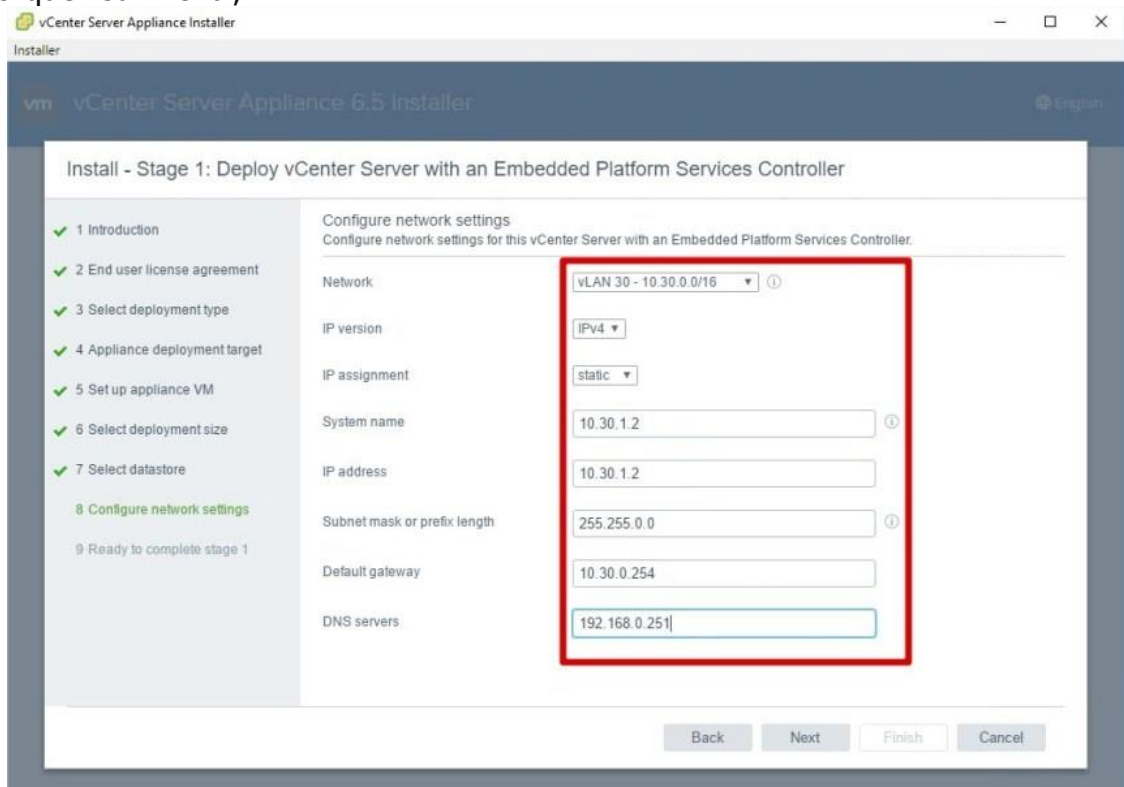 vCenter Server Appliance Installer
Installer
vm vCenter Server Appliance 6.5 Installer English
Install - Stage 1: Deploy vCenter Server with an Embedded Platform Services Controller
1 Introduction
2 End user license agreement
3 Select deployment type
4 Appliance deployment target
5 Set up appliance VM
6 Select deployment size
7 Select datastore
8 Configure network settings
9 Ready to complete stage 1
Configure network settings
Configure network settings for this vCenter Server with an Embedded Platform Services Controller.
Network vLAN 30 - 10.30.0.0/16
IP version IPv4
IP assignment static
System name 10.30.1.2
IP address 10.30.1.2
Subnet mask or prefix length 255.255.0.0
Default gateway 10.30.0.254
DNS servers 192.168.0.251
Back Next Finish Cancel